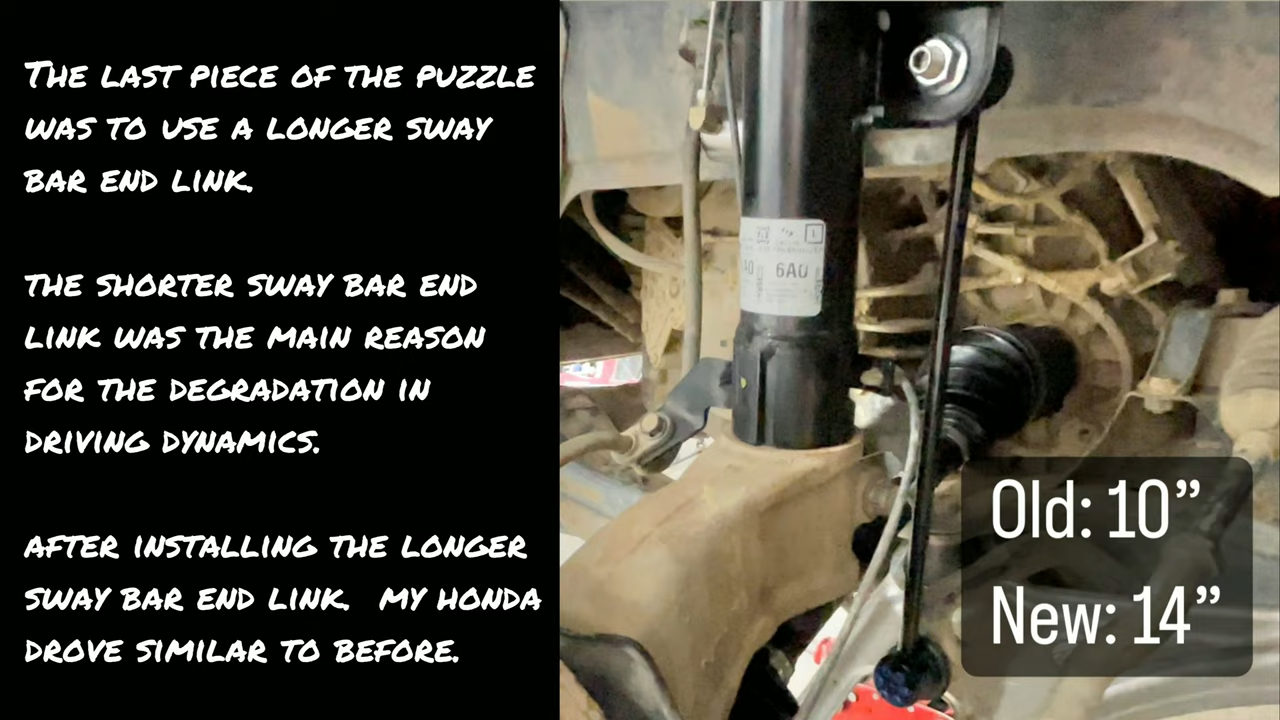 THE LAST PIECE OF THE PUZZLE
WAS TO USE A LONGER SWAY
BAR END LINK.
THE SHORTER SWAY BAR END
LINK WAS THE MAIN REASON
FOR THE DEGRADATION IN
DRIVING DYNAMICS.
AFTER INSTALLING THE LONGER
SWAY BAR END LINK. MY HONDA
DROVE SIMILAR TO BEFORE.
6A0
Old: 10”
New: 14”